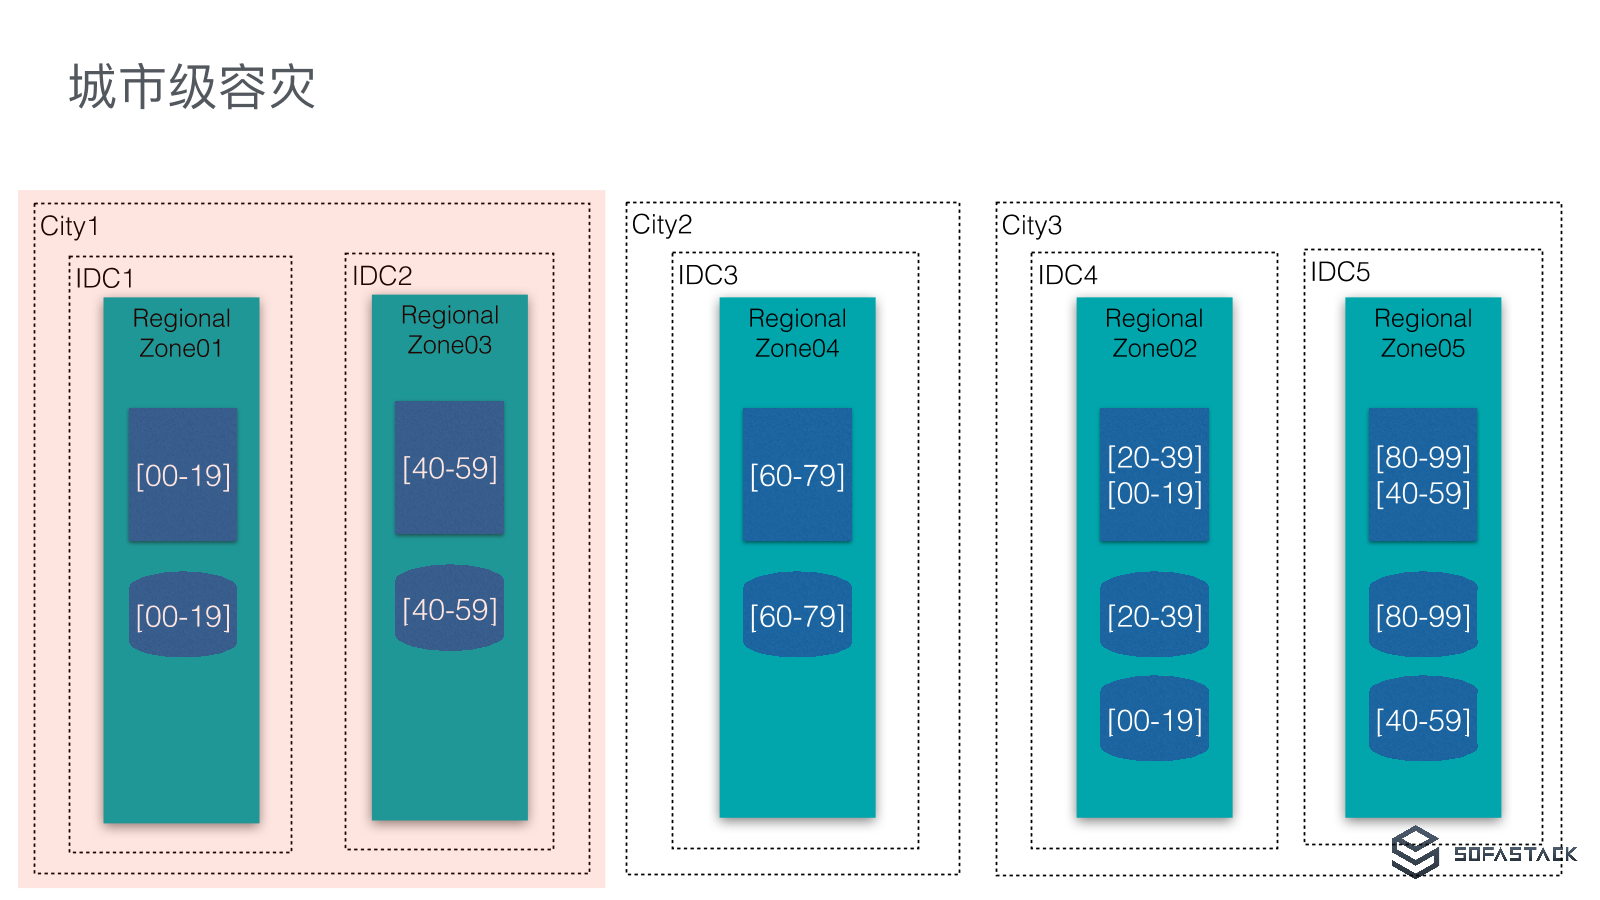 城市级容灾
City1
IDC1
Regional
Zone01
[00-19]
[00-19]
IDC2
Regional
Zone03
[40-59]
[40-59]
City2
IDC3
Regional
Zone04
[60-79]
[60-79]
City3
IDC4
Regional
Zone02
[20-39]
[00-19]
[20-39]
[00-19]
IDC5
Regional
Zone05
[80-99]
[40-59]
[80-99]
[40-59]
SOFASTACK